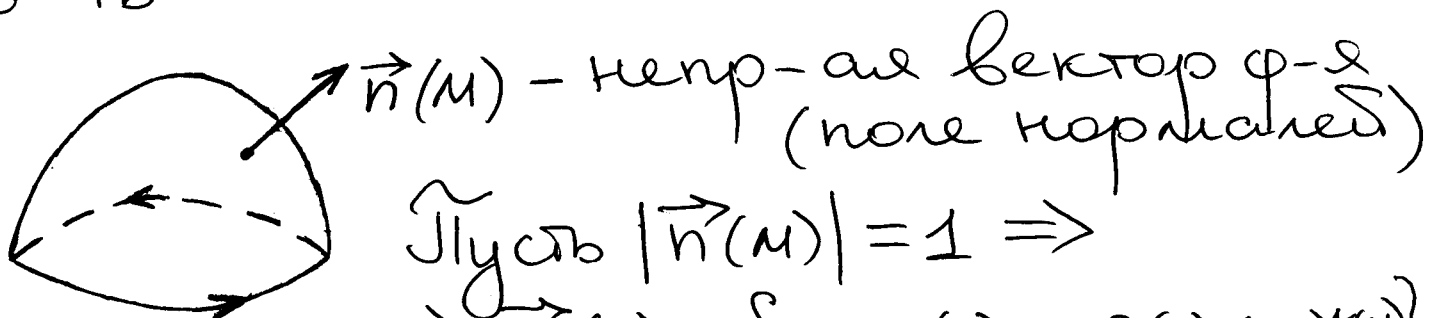 n⃗(M) – непр-ая вектор ф-я
(поле нормалей)
Пусть |n⃗(M)| = 1 ⇒